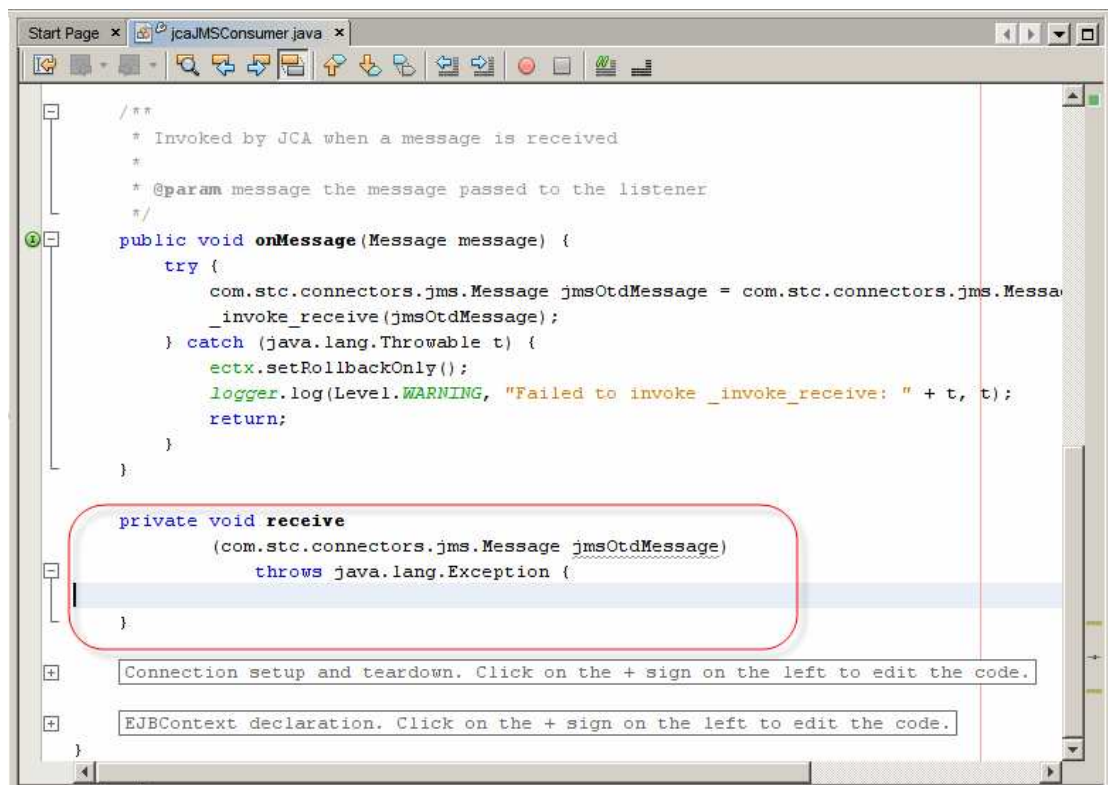 Start Page x jcaJMSConsumer.java x
/**
 * Invoked by JCA when a message is received
 *
 * @param message the message passed to the listener
 */
public void onMessage(Message message) {
    try {
        com.stc.connectors.jms.Message jmsOtdMessage = com.stc.connectors.jms.Messa
        _invoke_receive(jmsOtdMessage);
    } catch (java.lang.Throwable t) {
        ectx.setRollbackOnly();
        logger.log(Level.WARNING, "Failed to invoke _invoke_receive: " + t, t);
        return;
    }
}
private void receive
        (com.stc.connectors.jms.Message jmsOtdMessage)
            throws java.lang.Exception {
}
Connection setup and teardown. Click on the + sign on the left to edit the code.
EJBContext declaration. Click on the + sign on the left to edit the code.
}